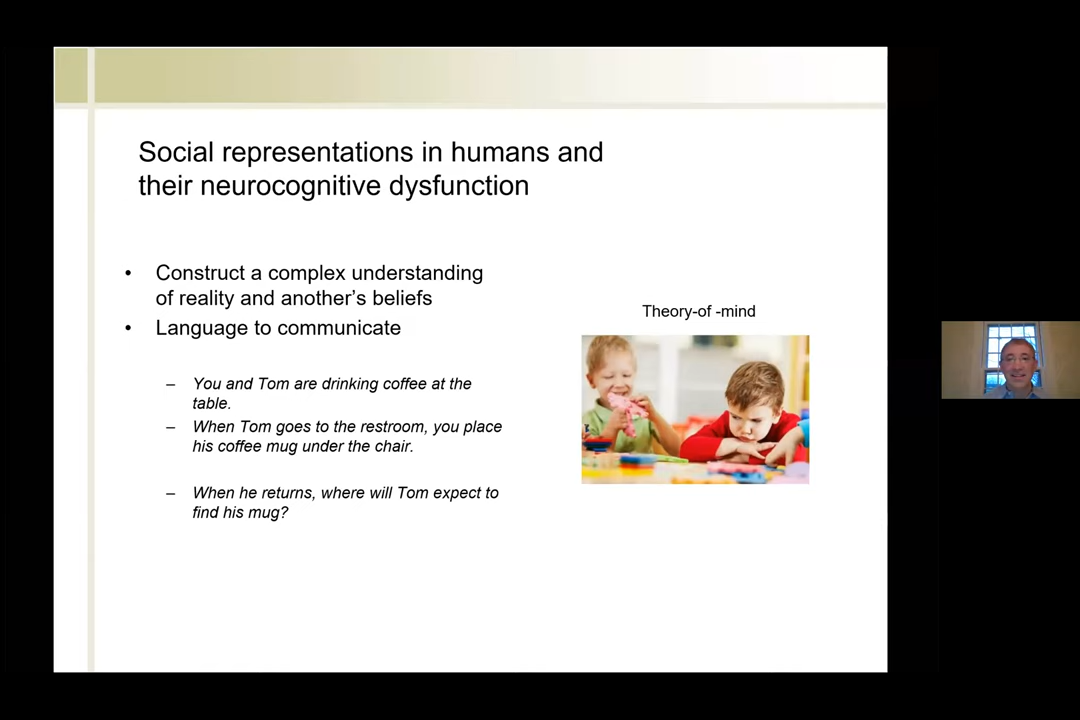 Social representations in humans and
their neurocognitive dysfunction
• Construct a complex understanding
of reality and another's beliefs
• Language to communicate
– You and Tom are drinking coffee at the
table.
– When Tom goes to the restroom, you place
his coffee mug under the chair.
– When he returns, where will Tom expect to
find his mug?
Theory-of -mind